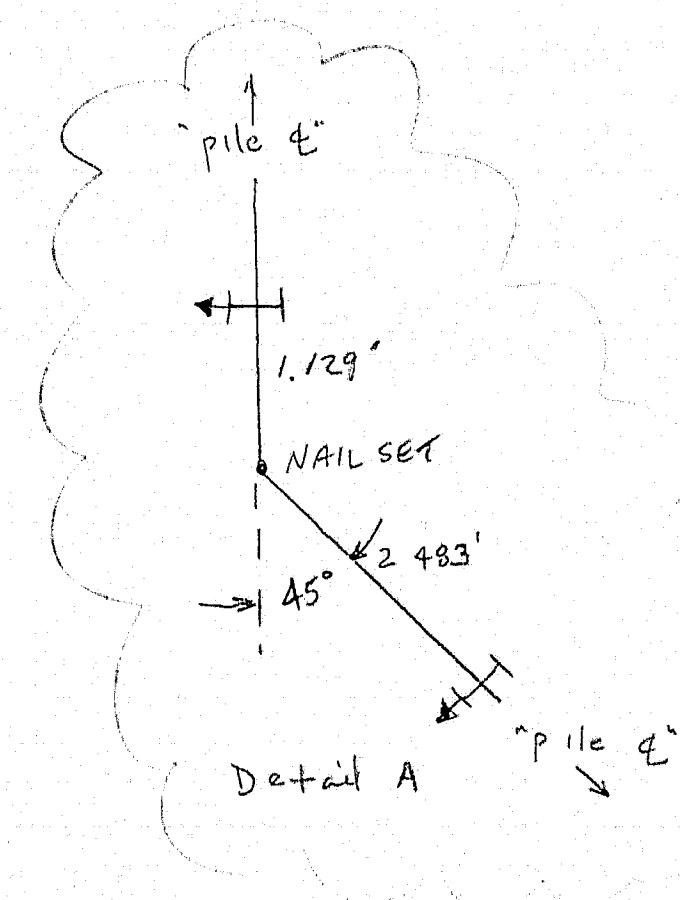 "pile ℄"
1.129'
NAIL SET
2 483'
45°
"pile ℄"
Detail A